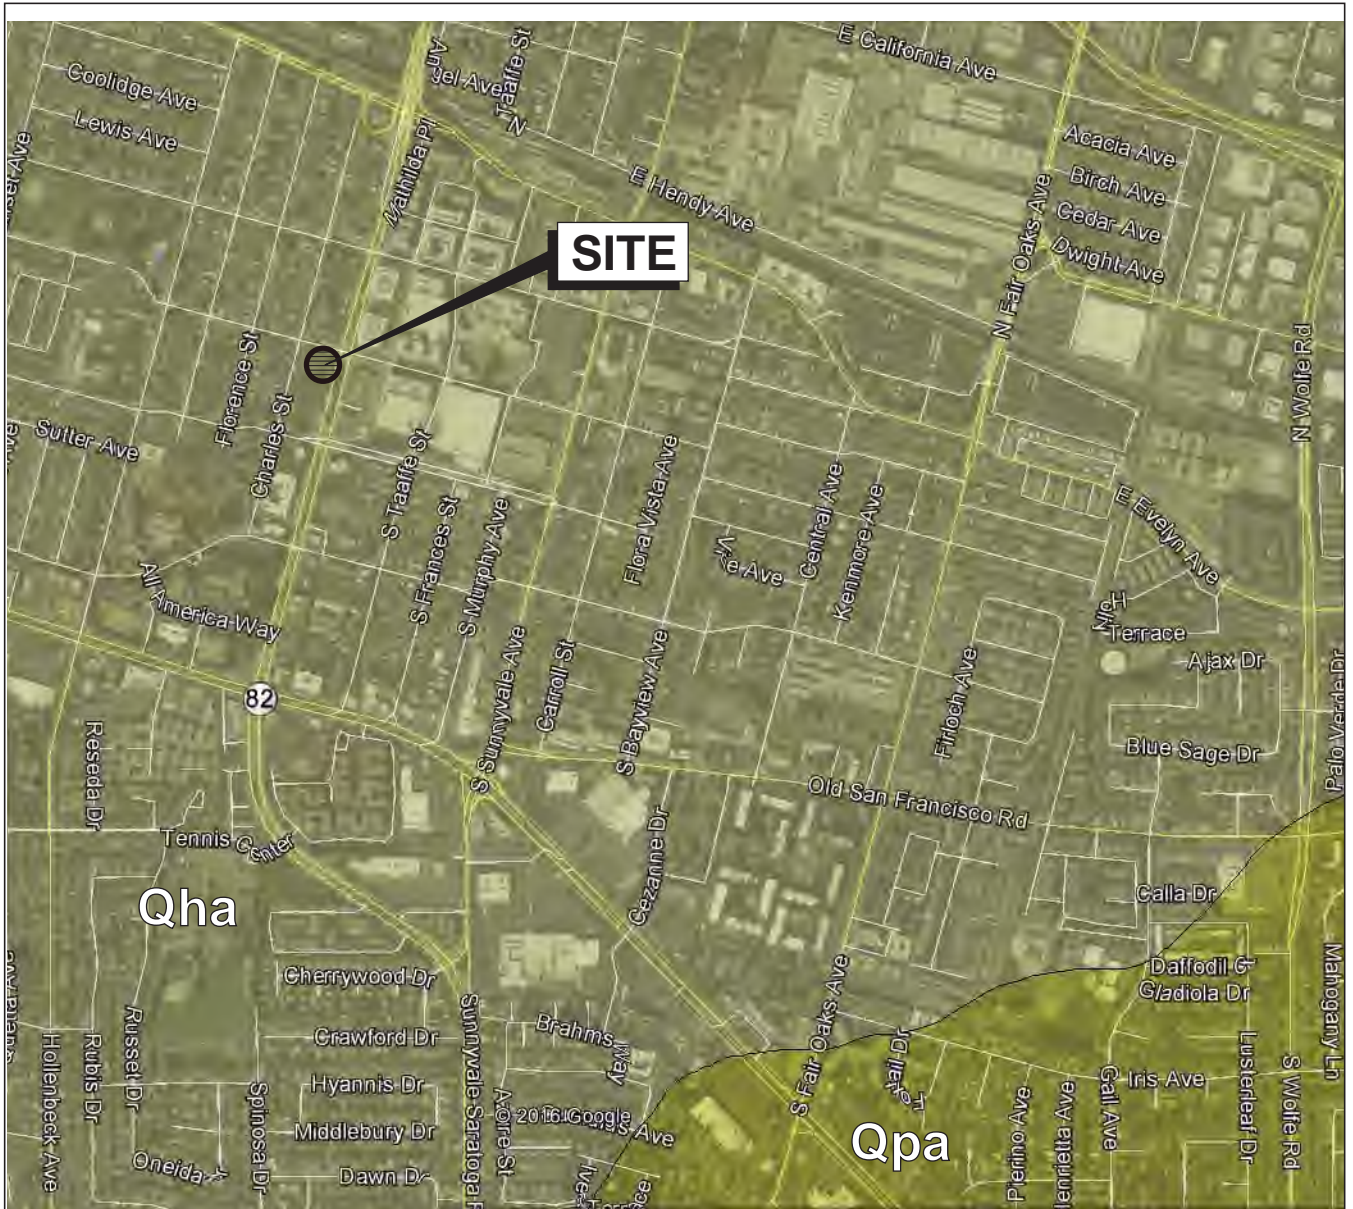 E California Ave
Angel Ave
N Taaffe St
Coolidge Ave
Lewis Ave
Mathilda Pl
Acacia Ave
Birch Ave
Cedar Ave
Dwight Ave
E Hendy Ave
N Fair Oaks Ave
SITE
N Wolfe Rd
Florence St
Charles St
Sutter Ave
S Taaffe St
S Frances St
S Murphy Ave
Flora Vista Ave
Central Ave
Kenmore Ave
E Evelyn Ave
All America Way
Holly
Terrace
Ajax Dr
82
S Sunnyvale Ave
Carroll St
S Bayview Ave
Firloch Ave
Palo Verde Dr
Blue Sage Dr
Reseda Dr
Old San Francisco Rd
Tennis Center
Cezanne Dr
Calla Dr
Qha
Daffodil
Gladiola Dr
Mahogany Ln
Cherrywood Dr
Crawford Dr
Brahms Way
S Fair Oaks Ave
Hollenbeck Ave
Rubis Dr
Russet Dr
Spinosa Dr
Hyannis Dr
Middlebury Dr
Oneida
Dawn Dr
Sunnyvale Saratoga
© 2016 Google
Ave
Qpa
Iris Ave
Pierino Ave
Gail Ave
Lusterleaf Dr
S Wolfe Rd